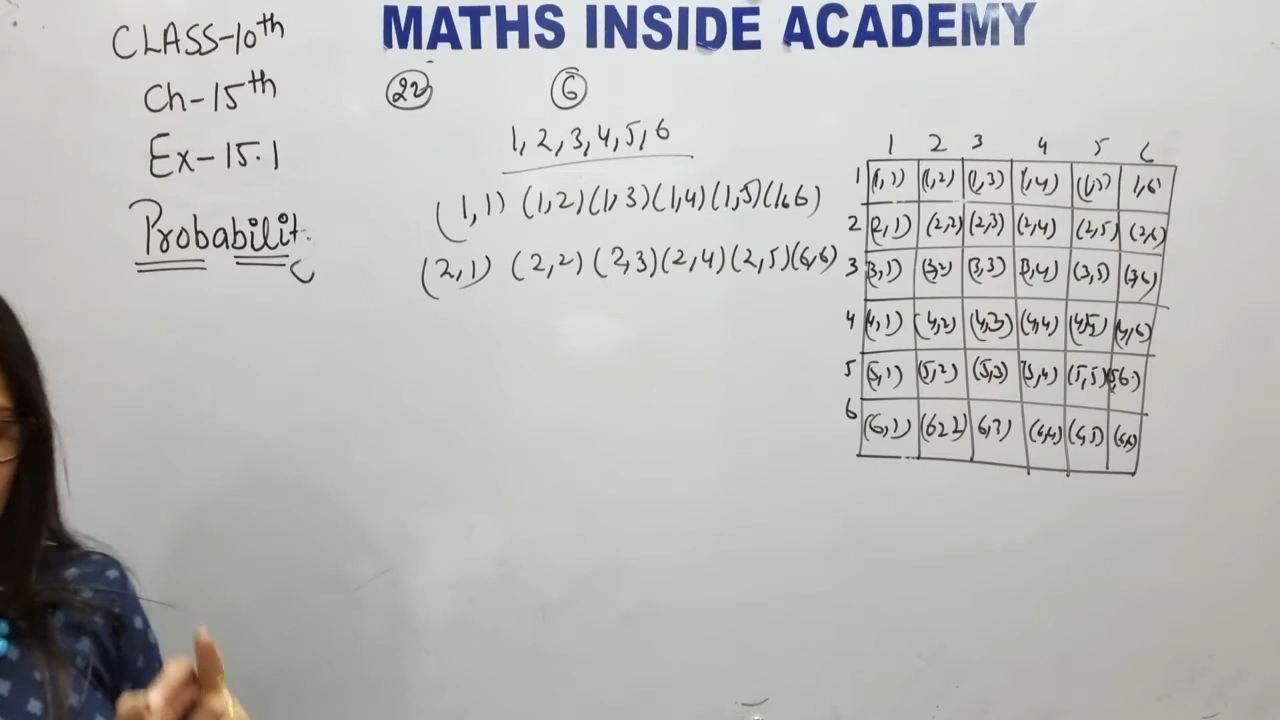 MATHS INSIDE ACADEMY
CLASS-10th
Ch-15th
Ex-15.1
Probability
22
6
1, 2, 3, 4, 5, 6
(1,1) (1,2) (1,3) (1,4) (1,5) (1,6)
(2,1) (2,2) (2,3) (2,4) (2,5) (6,6)
1 2 3 4 5 6
1 (1,1) (1,2) (1,3) 1,4) (1,5) 1,6)
2 (2,1) (2,2) (2,3) (2,4) (2,5) (2,6)
3 (3,1) (3,2) (3,3) (3,4) (3,5) (3,6)
4 (4,1) (4,2) (4,3) (4,4) (4,5) (4,6)
5 (5,1) (5,2) (5,3) (5,4) (5,5) (5,6)
6 (6,1) (6,2) 6,3) (6,4) (6,5) (6,6)